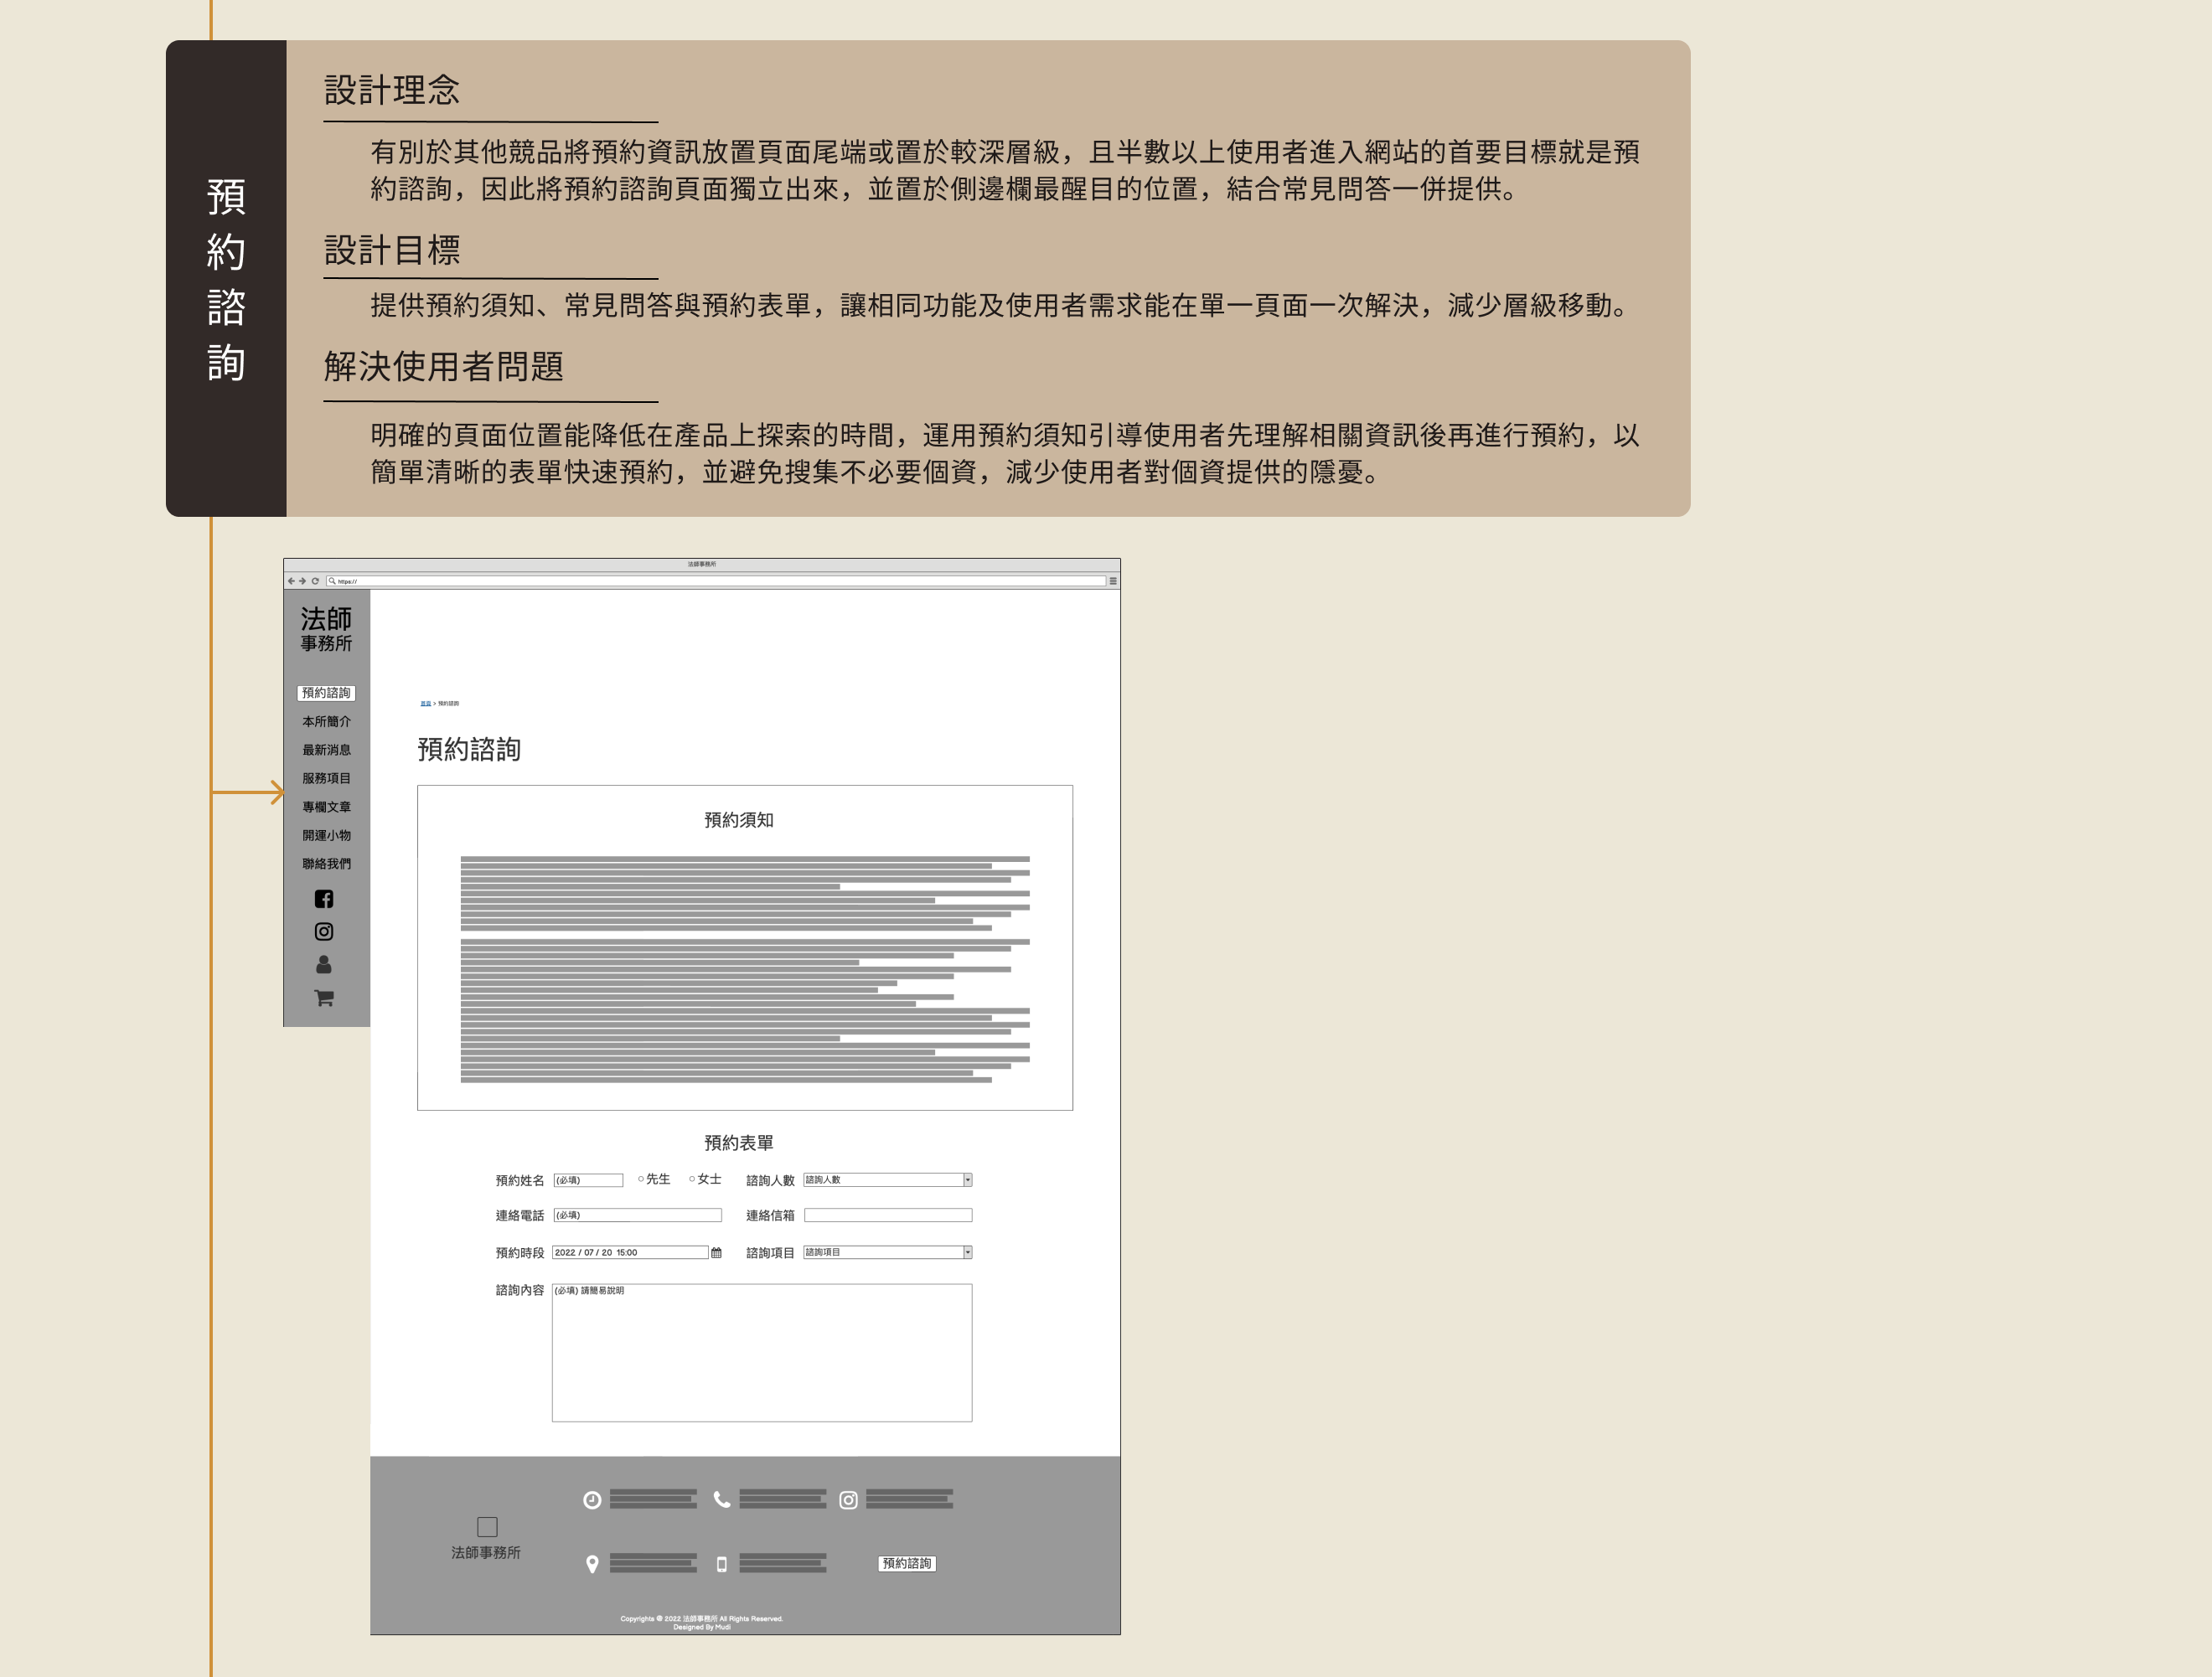 預約諮詢
設計理念
有別於其他競品將預約資訊放置頁面尾端或置於較深層級，且半數以上使用者進入網站的首要目標就是預
約諮詢，因此將預約諮詢頁面獨立出來，並置於側邊欄最醒目的位置，結合常見問答一併提供。
設計目標
提供預約須知、常見問答與預約表單，讓相同功能及使用者需求能在單一頁面一次解決，減少層級移動。
解決使用者問題
明確的頁面位置能降低在產品上探索的時間，運用預約須知引導使用者先理解相關資訊後再進行預約，以
簡單清晰的表單快速預約，並避免搜集不必要個資，減少使用者對個資提供的隱憂。
法師事務所
https://
法師
事務所
預約諮詢
本所簡介
最新消息
服務項目
專欄文章
開運小物
聯絡我們
首頁 > 預約諮詢
預約諮詢
預約須知
預約表單
預約姓名 (必填) 先生 女士 諮詢人數 諮詢人數
連絡電話 (必填) 連絡信箱
預約時段 2022 / 07 / 20 15:00 諮詢項目 諮詢項目
諮詢內容 (必填) 請簡易說明
法師事務所
預約諮詢
Copyrights © 2022 法師事務所 All Rights Reserved.
Designed By Mudi